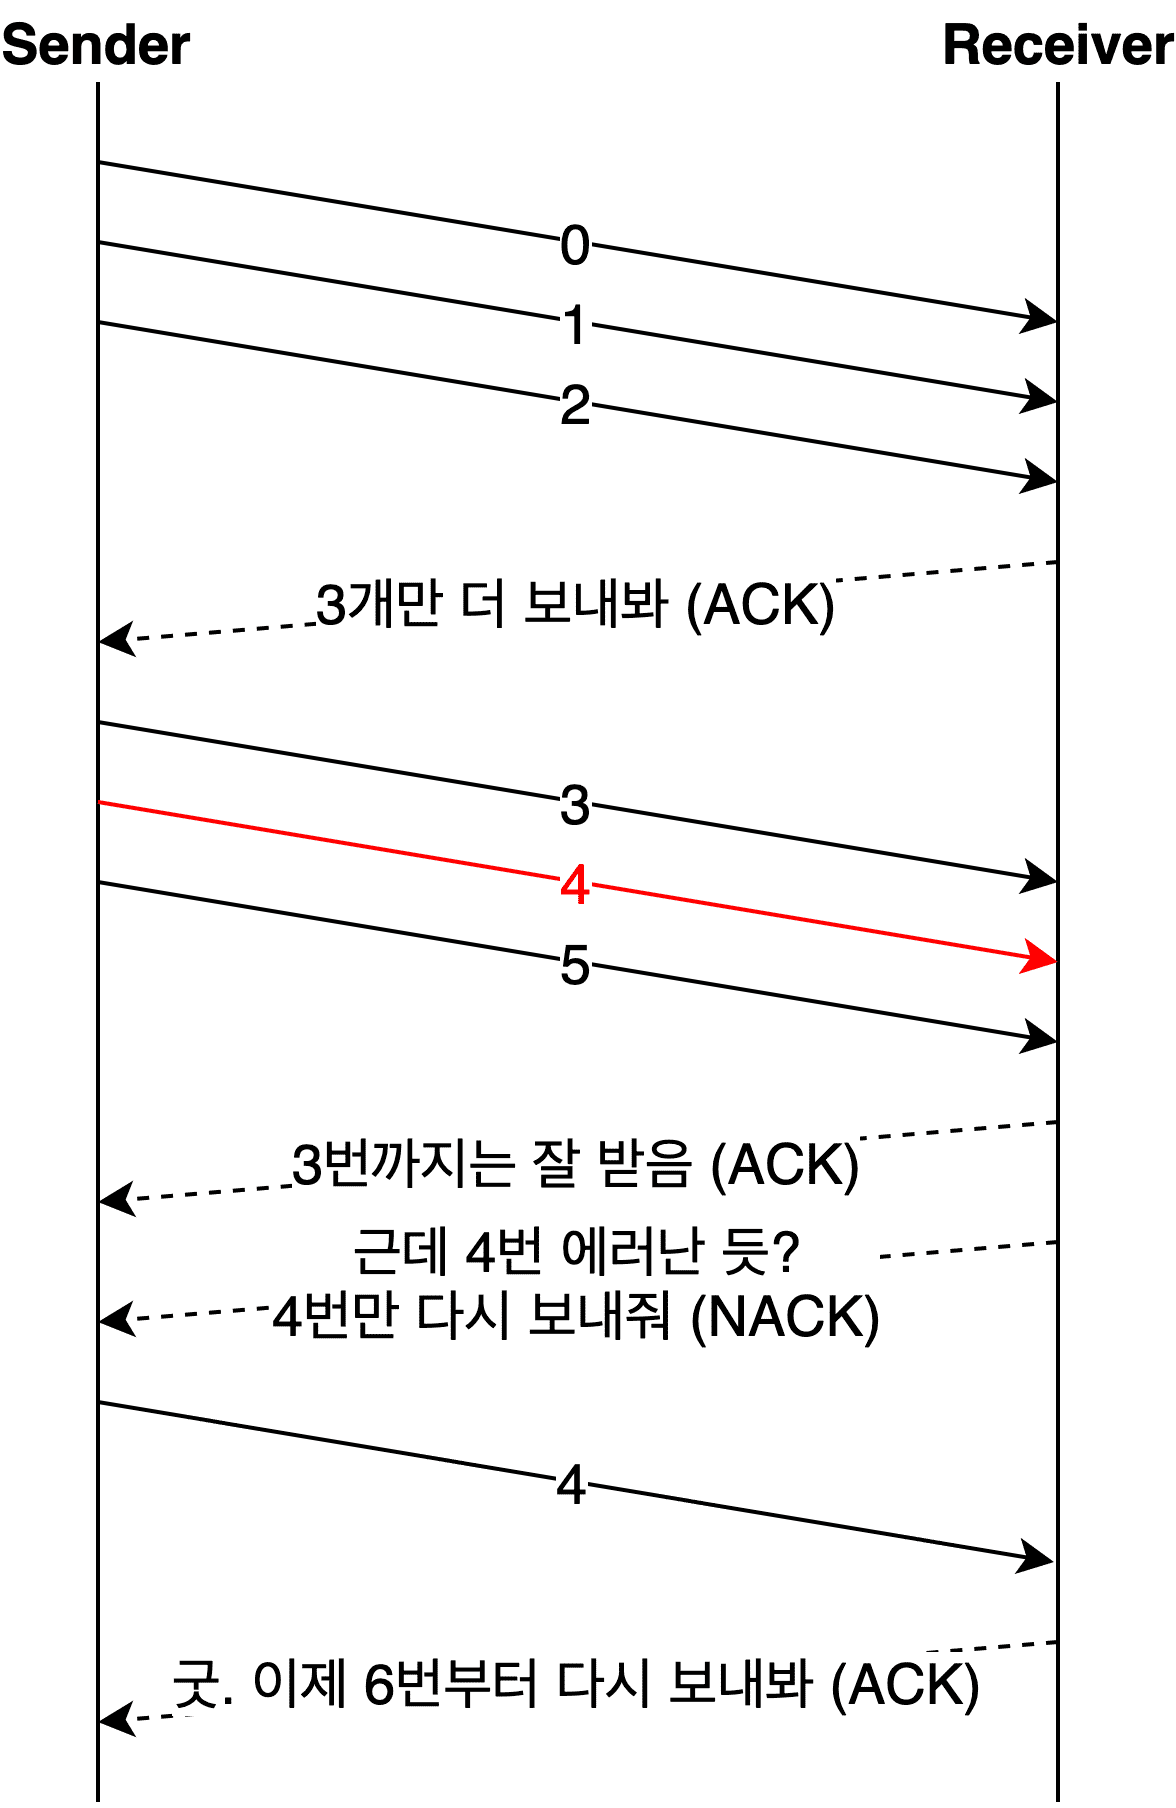 Sender
Receiver
0
1
2
3개만 더 보내봐 (ACK)
3
4
5
3번까지는 잘 받음 (ACK)
근데 4번 에러난 듯?
4번만 다시 보내줘 (NACK)
4
굿. 이제 6번부터 다시 보내봐 (ACK)